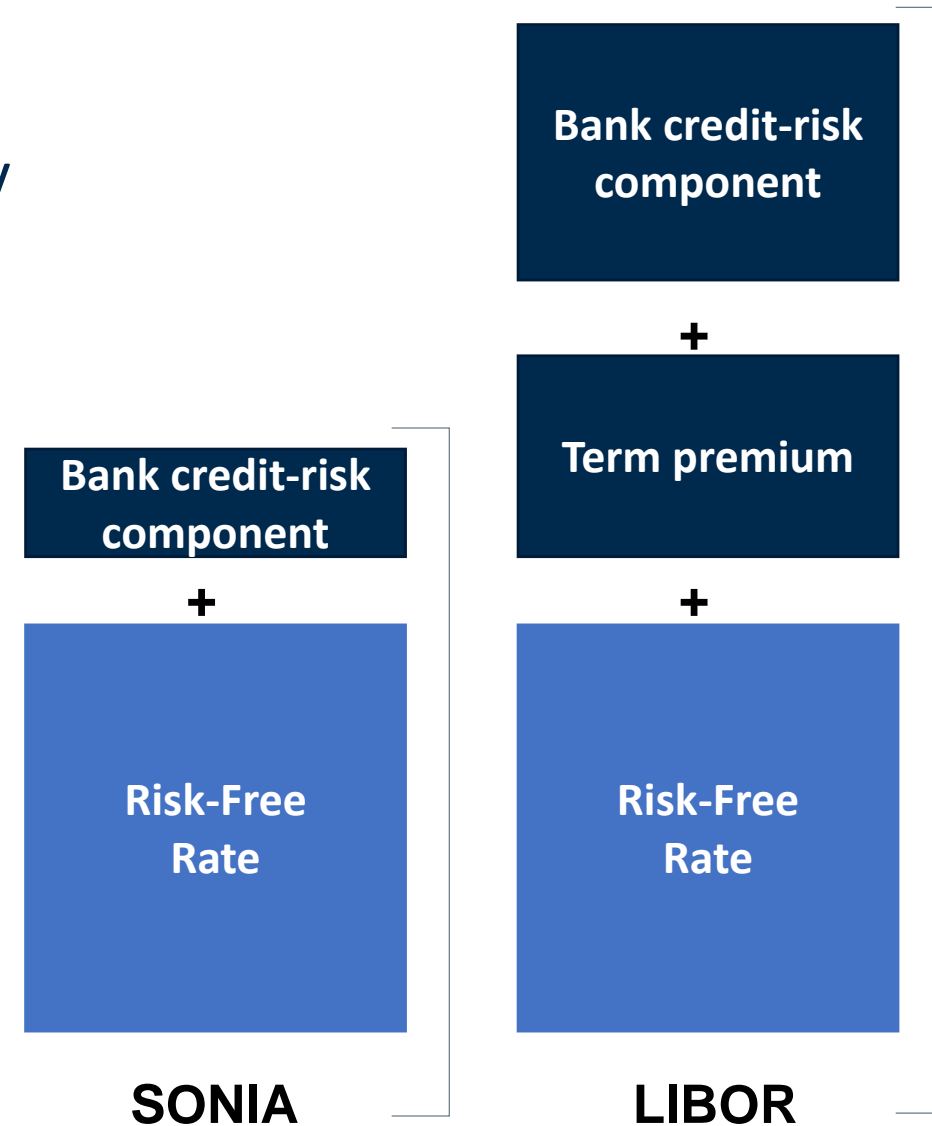 Bank credit-risk
component
+
Term premium
+
Risk-Free
Rate
LIBOR
Bank credit-risk
component
+
Risk-Free
Rate
SONIA